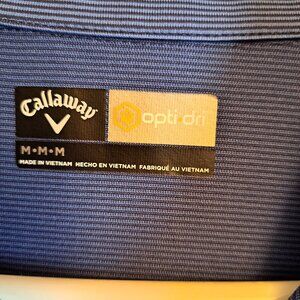 Callaway
opti·dri
M•M•M
MADE IN VIETNAM HECHO EN VIETNAM FABRIQUÉ AU VIETNAM